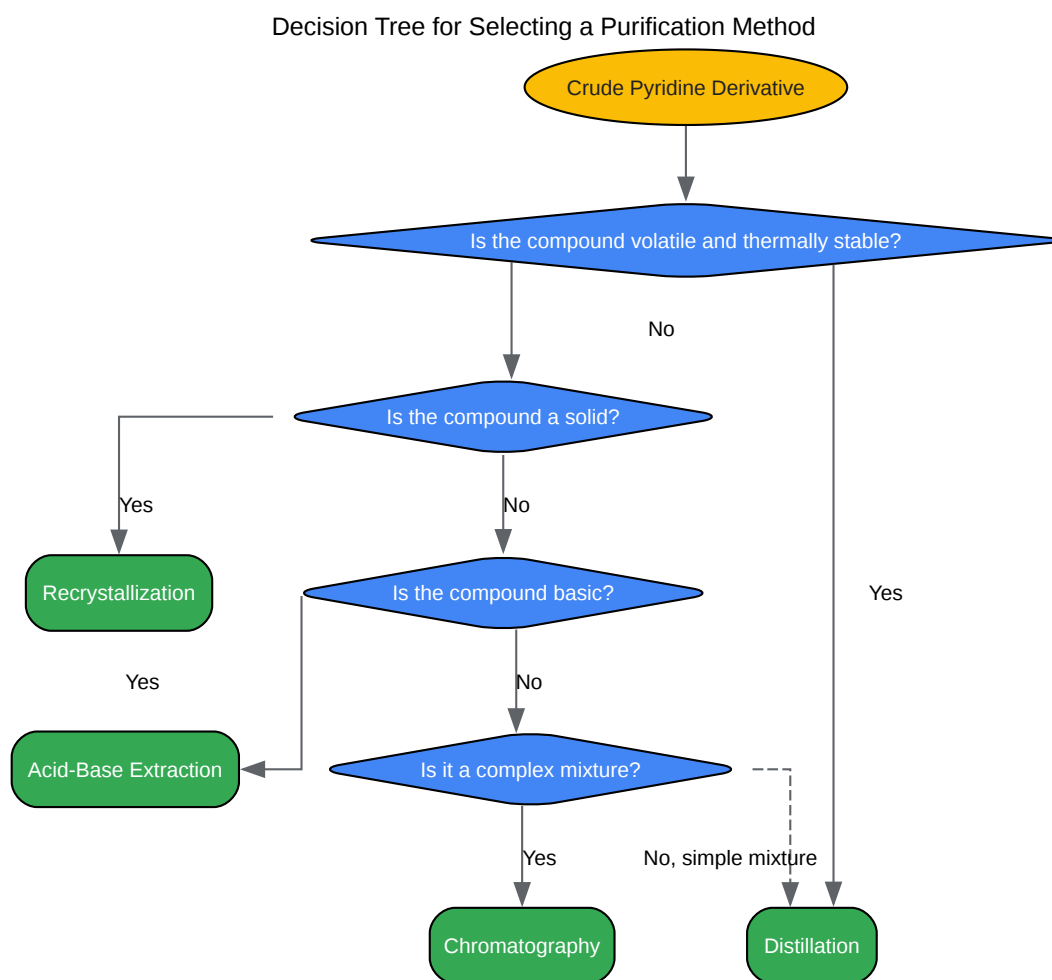 Decision Tree for Selecting a Purification Method
Crude Pyridine Derivative
Is the compound volatile and thermally stable?
No
Is the compound a solid?
Yes
No
Recrystallization
Is the compound basic?
Yes
Yes
No
Acid-Base Extraction
Is it a complex mixture?
Yes
No, simple mixture
Chromatography
Distillation